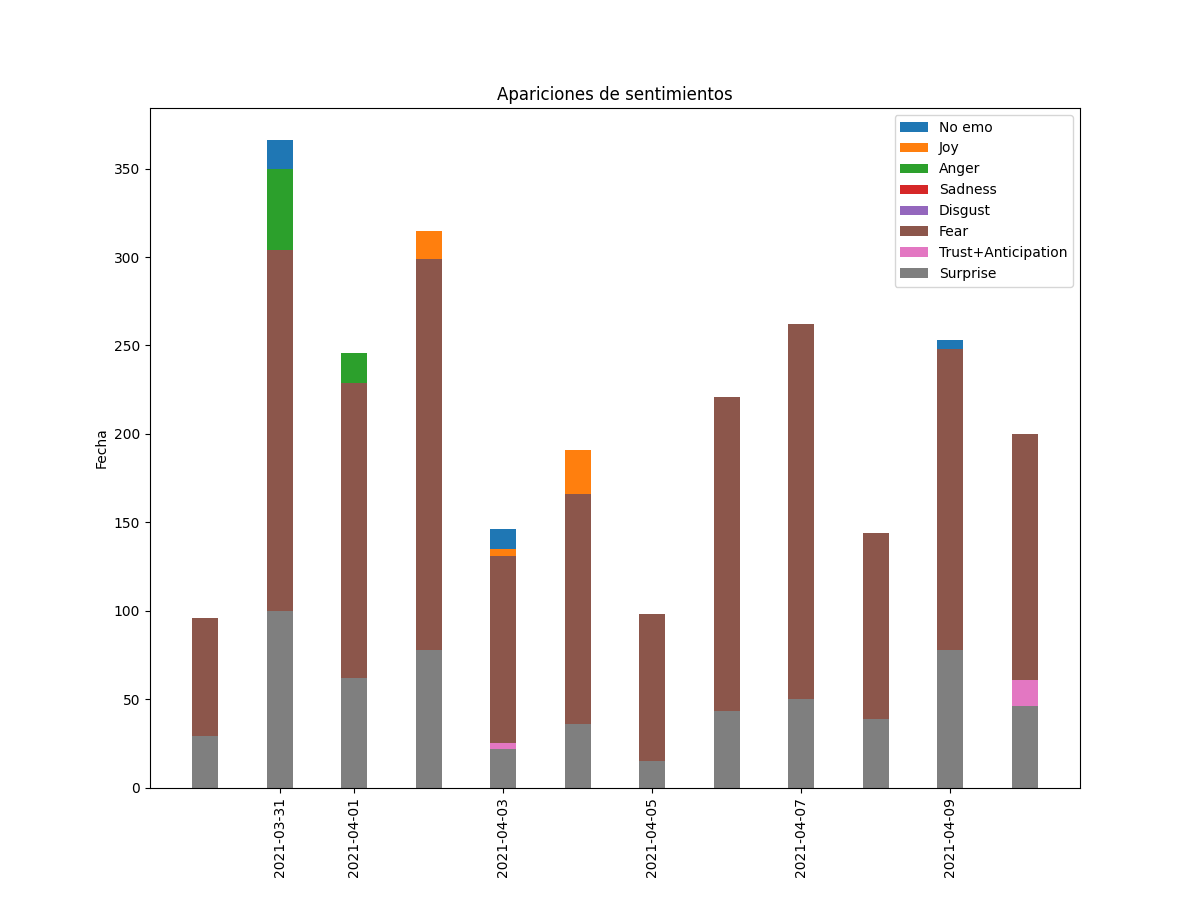 Apariciones de sentimientos
No emo
Joy
Anger
Sadness
Disgust
Fear
Trust+Anticipation
Surprise
Fecha
350
300
250
200
150
100
50
0
2021-03-31
2021-04-01
2021-04-03
2021-04-05
2021-04-07
2021-04-09